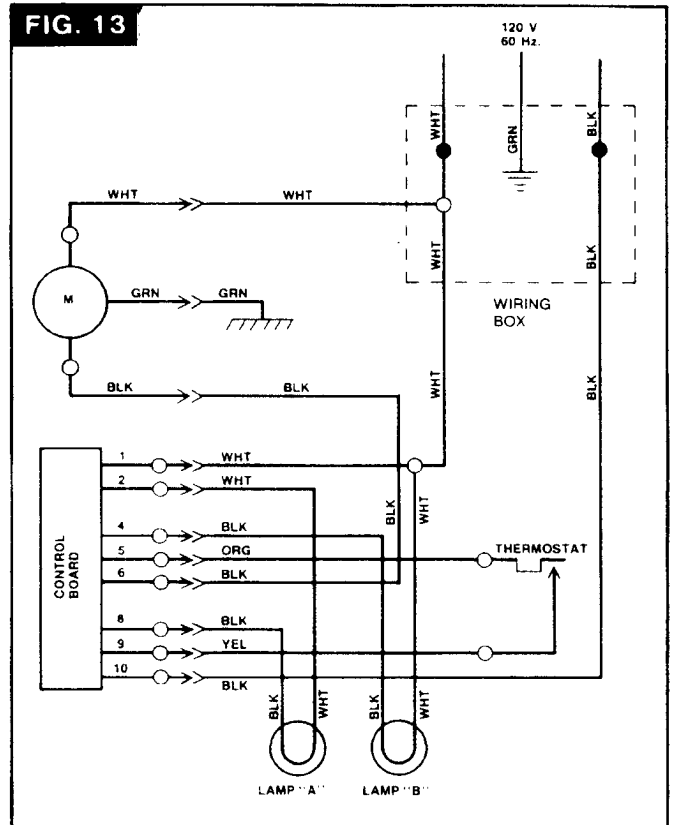 FIG. 13
120 V
60 Hz.
WHT
GRN
BLK
WHT
WHT
WHT
BLK
M
GRN
GRN
WIRING
BOX
BLK
BLK
WHT
BLK
CONTROL
BOARD
1
WHT
2
WHT
BLK
WHT
4
BLK
5
ORG
THERMOSTAT
6
BLK
8
BLK
9
YEL
10
BLK
BLK
WHT
BLK
WHT
LAMP "A"
LAMP "B"